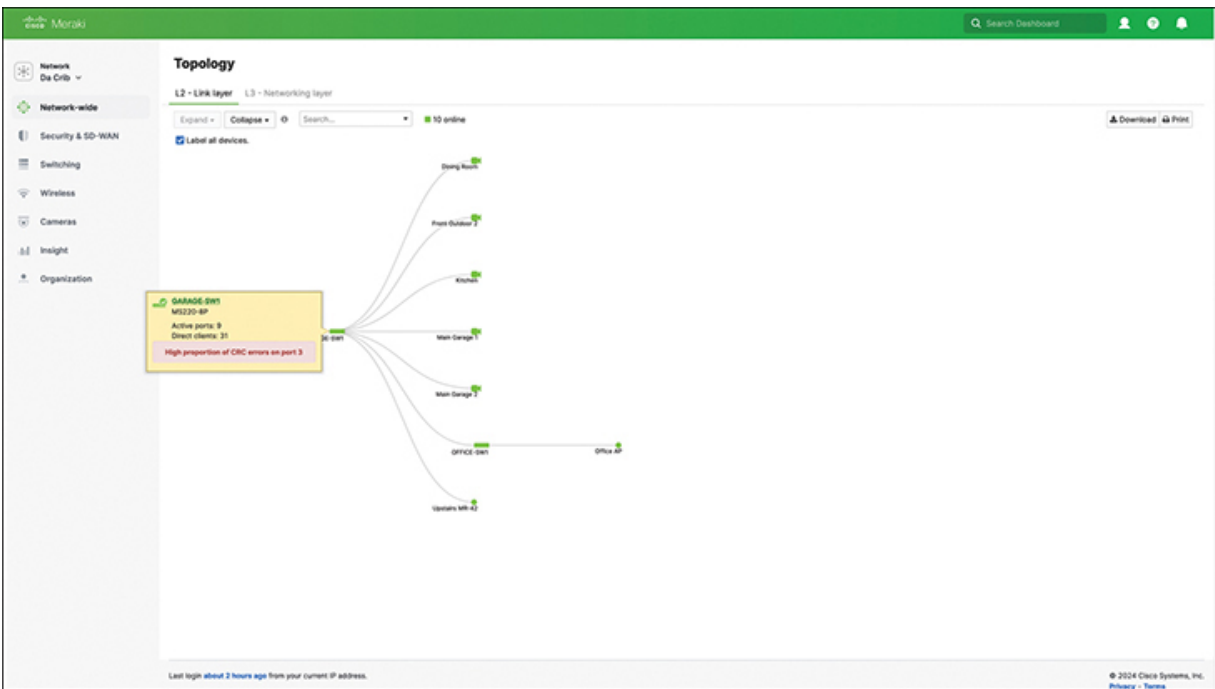 CISCO Meraki
Search Dashboard
Network
Da Crib
Network-wide
Security & SD-WAN
Switching
Wireless
Cameras
Insight
Organization
Topology
L2 - Link layer L3 - Networking layer
Expand Collapse Search... 10 online
Download Print
Label all devices.
Dining Room
Front Outdoor 2
Kitchen
GARAGE-SW1
MS220-8P
Active ports: 9
Direct clients: 31
High proportion of CRC errors on port 3
GE-SW1
Main Garage 1
Main Garage 2
OFFICE-SW1
Office AP
Upstairs MR-42
Last login about 2 hours ago from your current IP address.
© 2024 Cisco Systems, Inc.
Privacy - Terms